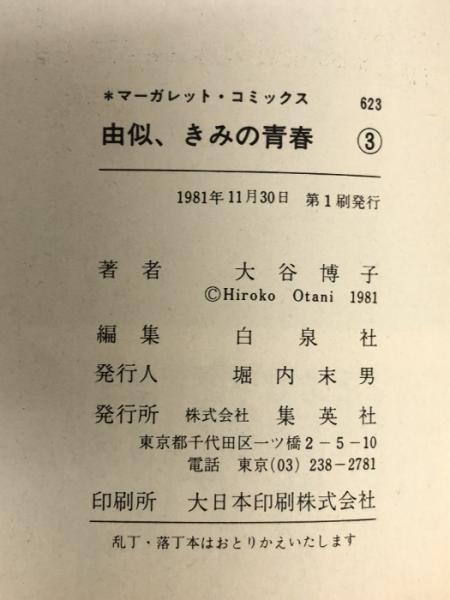 *マーガレット・コミックス 623
由似、きみの青春 ③
1981年11月30日 第1刷発行
著者 大谷博子
©Hiroko Otani 1981
編集 白泉社
発行人 堀内末男
発行所 株式会社 集英社
東京都千代田区一ツ橋2-5-10
電話 東京(03) 238-2781
印刷所 大日本印刷株式会社
乱丁・落丁本はおとりかえいたします